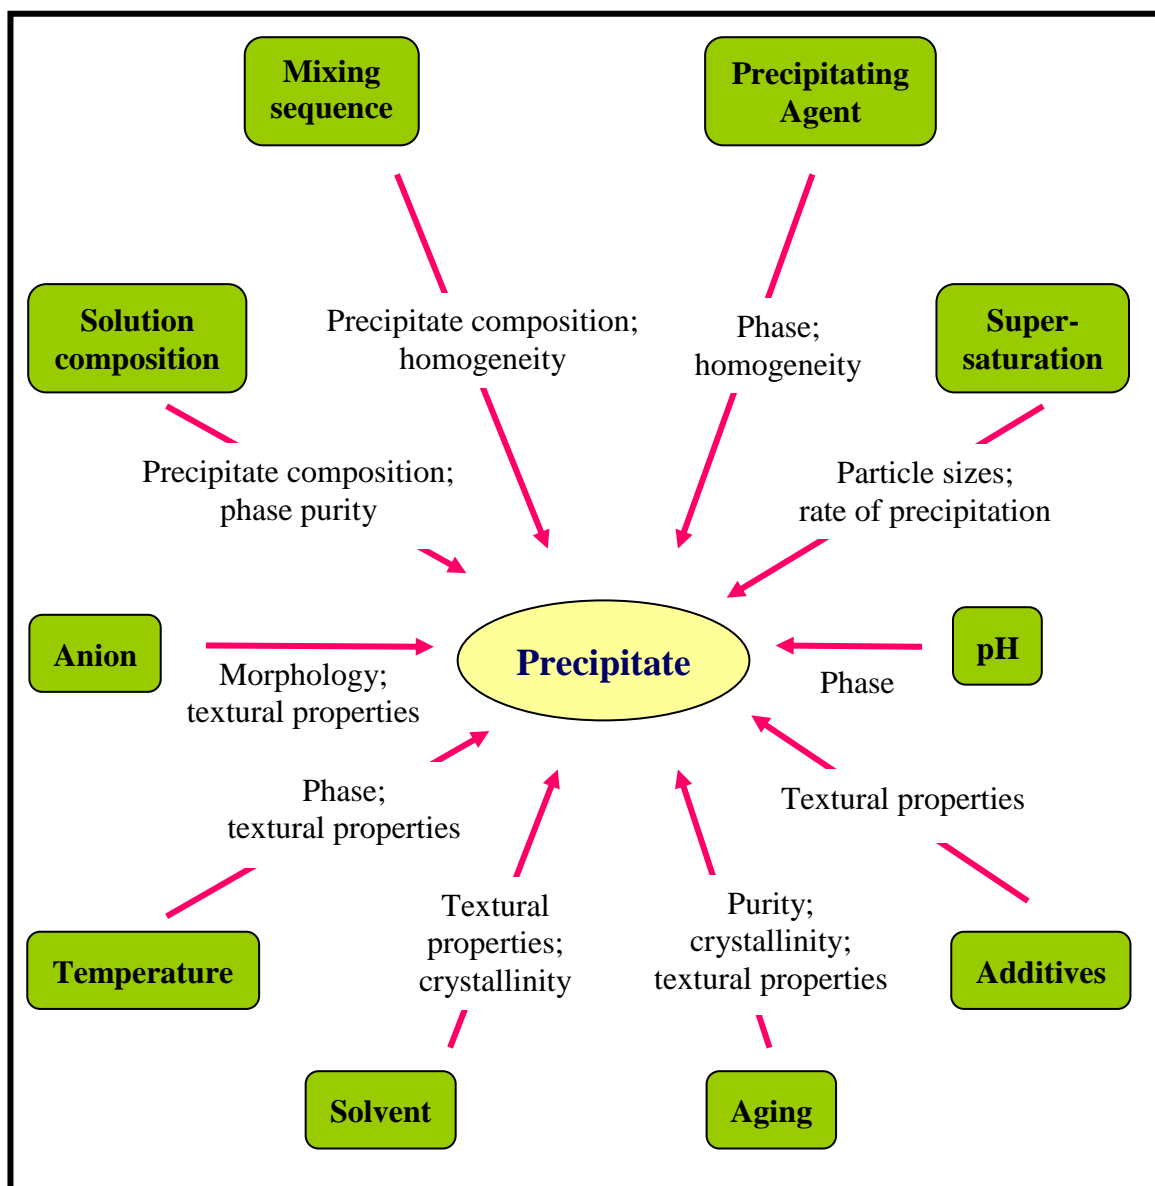 Mixing
sequence
Precipitating
Agent
Solution
composition
Precipitate composition;
homogeneity
Phase;
homogeneity
Super-
saturation
Precipitate composition;
phase purity
Particle sizes;
rate of precipitation
Anion
Morphology;
textural properties
Precipitate
pH
Phase
Phase;
textural properties
Textural properties
Temperature
Textural
properties;
crystallinity
Purity;
crystallinity;
textural properties
Additives
Solvent
Aging